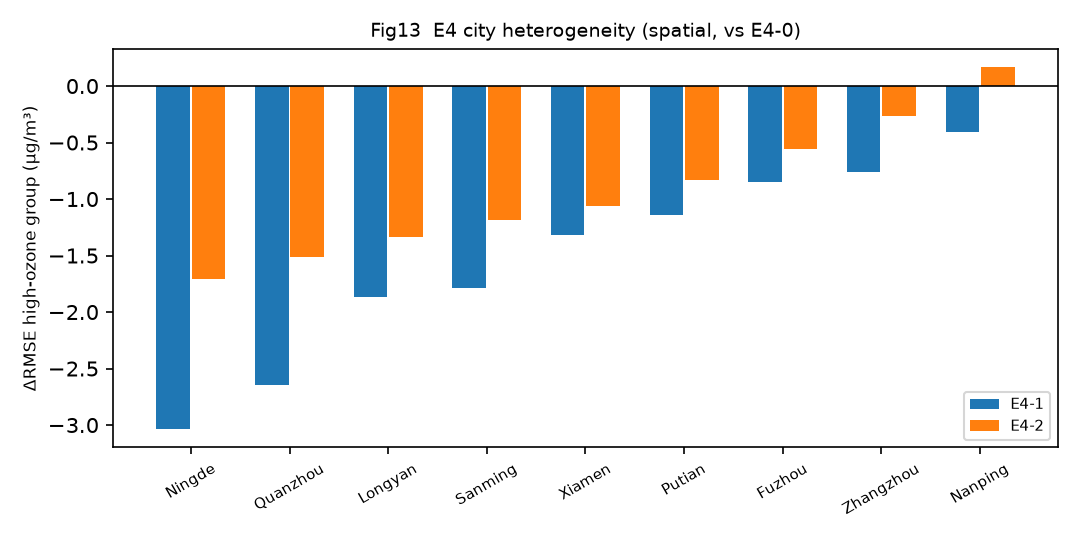 Fig13  E4 city heterogeneity (spatial, vs E4-0)
ΔRMSE high-ozone group (μg/m³)
0.0
−0.5
−1.0
−1.5
−2.0
−2.5
−3.0
E4-1
E4-2
Ningde
Quanzhou
Longyan
Sanming
Xiamen
Putian
Fuzhou
Zhangzhou
Nanping